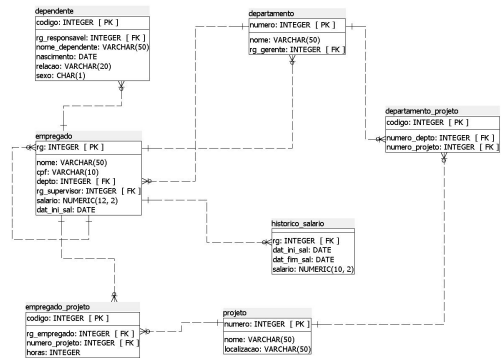 dependente
codigo: INTEGER [ PK ]
rg_responsavel: INTEGER [ FK ]
nome_dependente: VARCHAR(50)
nascimento: DATE
relacao: VARCHAR(20)
sexo: CHAR(1)
departamento
numero: INTEGER [ PK ]
nome: VARCHAR(50)
rg_gerente: INTEGER [ FK ]
departamento_projeto
codigo: INTEGER [ PK ]
numero_depto: INTEGER [ FK ]
numero_projeto: INTEGER [ FK ]
empregado
rg: INTEGER [ PK ]
nome: VARCHAR(50)
cpf: VARCHAR(10)
depto: INTEGER [ FK ]
rg_supervisor: INTEGER [ FK ]
salario: NUMERIC(12, 2)
dat_ini_sal: DATE
historico_salario
rg: INTEGER [ FK ]
dat_ini_sal: DATE
dat_fim_sal: DATE
salario: NUMERIC(10, 2)
empregado_projeto
codigo: INTEGER [ PK ]
rg_empregado: INTEGER [ FK ]
numero_projeto: INTEGER [ FK ]
horas: INTEGER
projeto
numero: INTEGER [ PK ]
nome: VARCHAR(50)
localizacao: VARCHAR(50)